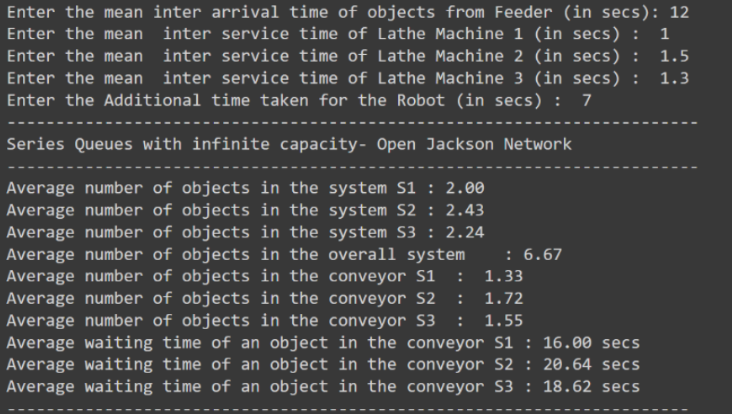 Enter the mean inter arrival time of objects from Feeder (in secs): 12
Enter the mean  inter service time of Lathe Machine 1 (in secs) :  1
Enter the mean  inter service time of Lathe Machine 2 (in secs) :  1.5
Enter the mean  inter service time of Lathe Machine 3 (in secs) :  1.3
Enter the Additional time taken for the Robot (in secs) :  7
--------------------------------------------------------------
Series Queues with infinite capacity- Open Jackson Network
--------------------------------------------------------------
Average number of objects in the system S1 : 2.00
Average number of objects in the system S2 : 2.43
Average number of objects in the system S3 : 2.24
Average number of objects in the overall system    : 6.67
Average number of objects in the conveyor S1  :  1.33
Average number of objects in the conveyor S2  :  1.72
Average number of objects in the conveyor S3  :  1.55
Average waiting time of an object in the conveyor S1 : 16.00 secs
Average waiting time of an object in the conveyor S2 : 20.64 secs
Average waiting time of an object in the conveyor S3 : 18.62 secs
--------------------------------------------------------------